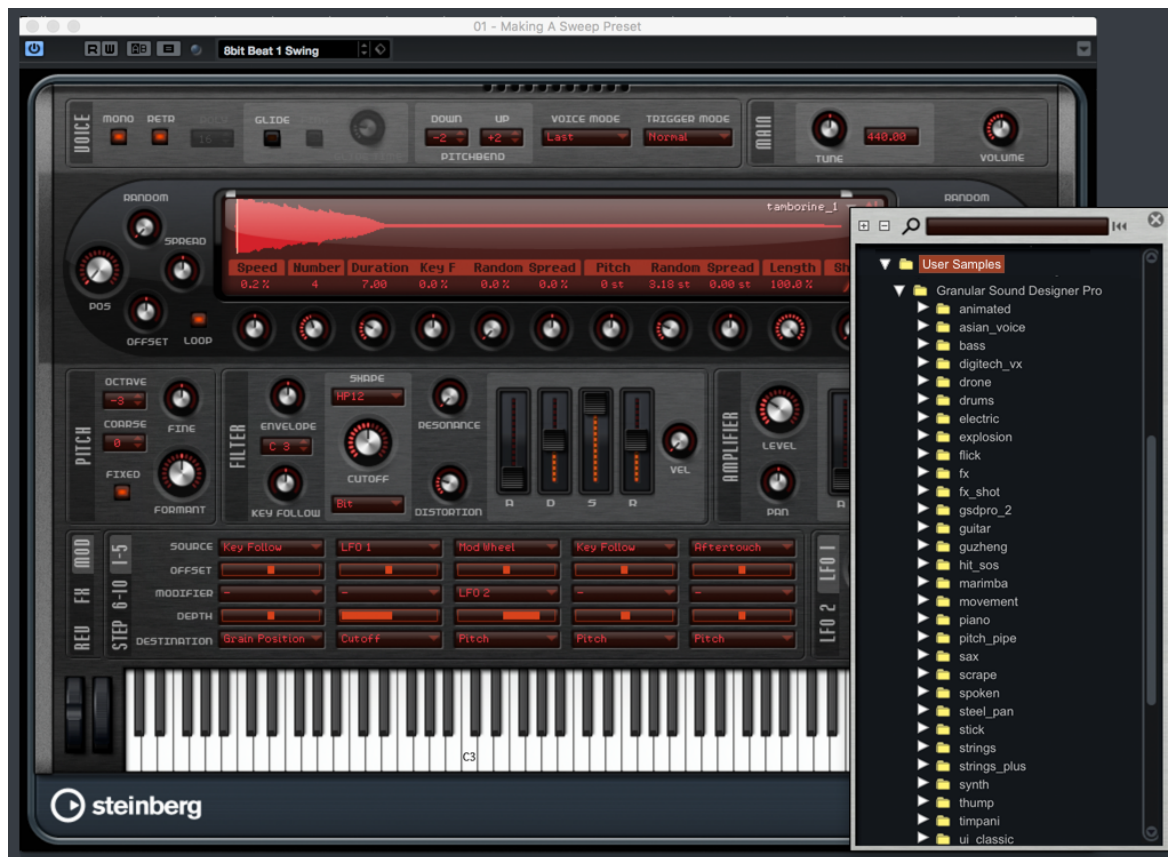 01 - Making A Sweep Preset
R W AB 8bit Beat 1 Swing
VOICE MONO RETR GLIDE DOWN UP VOICE MODE TRIGGER MODE MAIN
16 -2 +2 Last Normal 440.00
PITCHBEND TUNE VOLUME
RANDOM RANDOM
tamborine_1
SPREAD
Speed Number Duration Key F Random Spread Pitch Random Spread Length Sh
0.2 % 4 7.00 0.0 % 0.0 % 0.0 % 0 st 3.18 st 0.00 st 100.0 %
POS
OFFSET LOOP
PITCH OCTAVE -3 FINE
COARSE 0
FIXED FORMANT
FILTER ENVELOPE C 3 KEY FOLLOW
SHAPE HP12 CUTOFF Bit
RESONANCE DISTORTION
A D S R VEL
AMPLIFIER LEVEL PAN A
MOD FX REV
1-5 6-10 STEP
SOURCE Key Follow LFO 1 Mod Wheel Key Follow Aftertouch
OFFSET
MODIFIER - - LFO 2 - -
DEPTH
DESTINATION Grain Position Cutoff Pitch Pitch Pitch
LFO 1 LFO 2
C3
steinberg
User Samples
Granular Sound Designer Pro
animated
asian_voice
bass
digitech_vx
drone
drums
electric
explosion
flick
fx
fx_shot
gsdpro_2
guitar
guzheng
hit_sos
marimba
movement
piano
pitch_pipe
sax
scrape
spoken
steel_pan
stick
strings
strings_plus
synth
thump
timpani
ui_classic